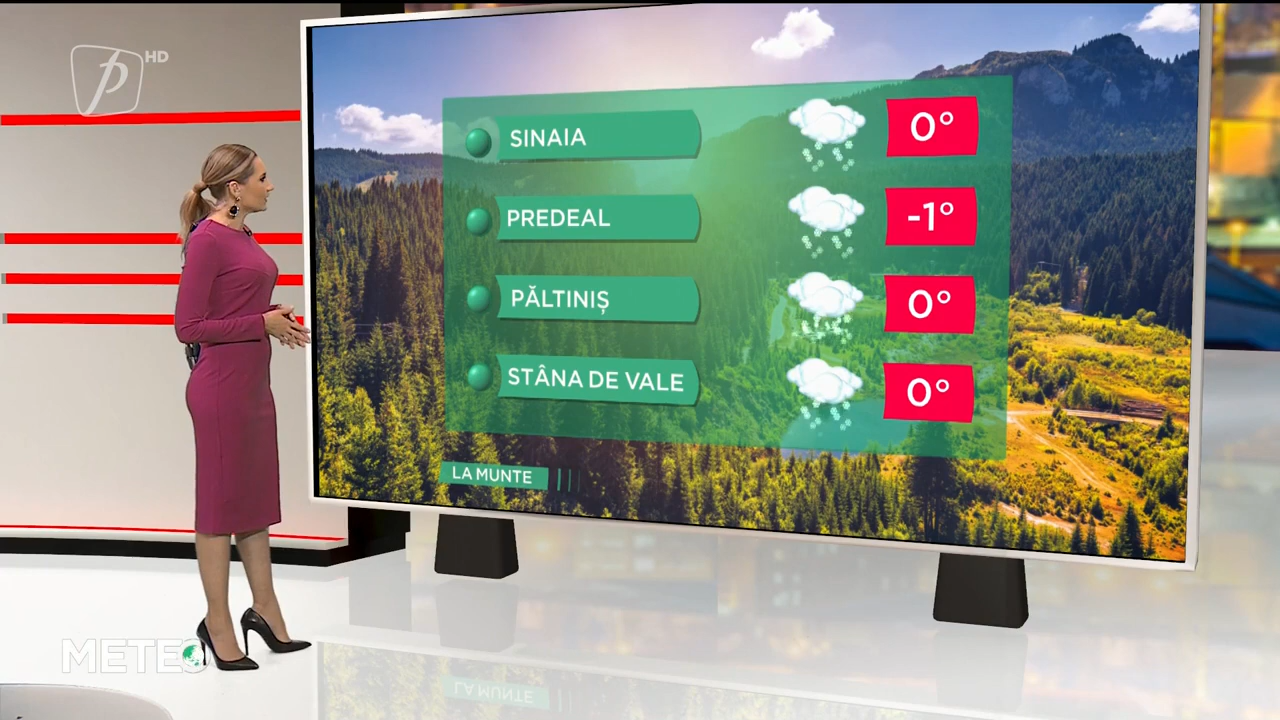 p HD
SINAIA 0°
PREDEAL -1°
PĂLTINIȘ 0°
STÂNA DE VALE 0°
LA MUNTE
METEO